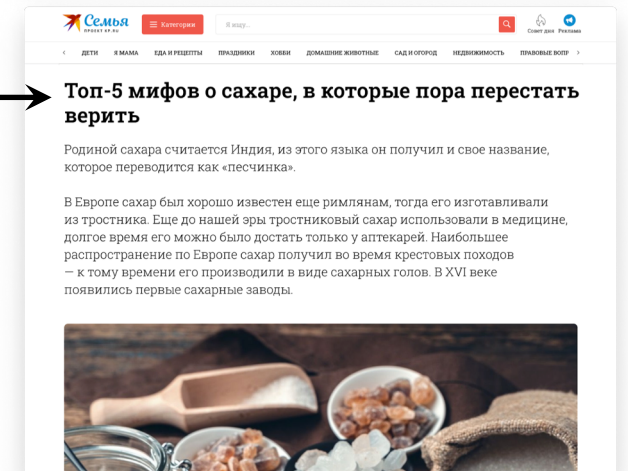 Семья
ПРОЕКТ KP.RU
Категории
Я ищу...
Совет дня Реклама
ДЕТИ Я МАМА ЕДА И РЕЦЕПТЫ ПРАЗДНИКИ ХОББИ ДОМАШНИЕ ЖИВОТНЫЕ САД И ОГОРОД НЕДВИЖИМОСТЬ ПРАВОВЫЕ ВОПР
Топ-5 мифов о сахаре, в которые пора перестать
верить
Родиной сахара считается Индия, из этого языка он получил и свое название,
которое переводится как «песчинка».
В Европе сахар был хорошо известен еще римлянам, тогда его изготавливали
из тростника. Еще до нашей эры тростниковый сахар использовали в медицине,
долгое время его можно было достать только у аптекарей. Наибольшее
распространение по Европе сахар получил во время крестовых походов
— к тому времени его производили в виде сахарных голов. В XVI веке
появились первые сахарные заводы.